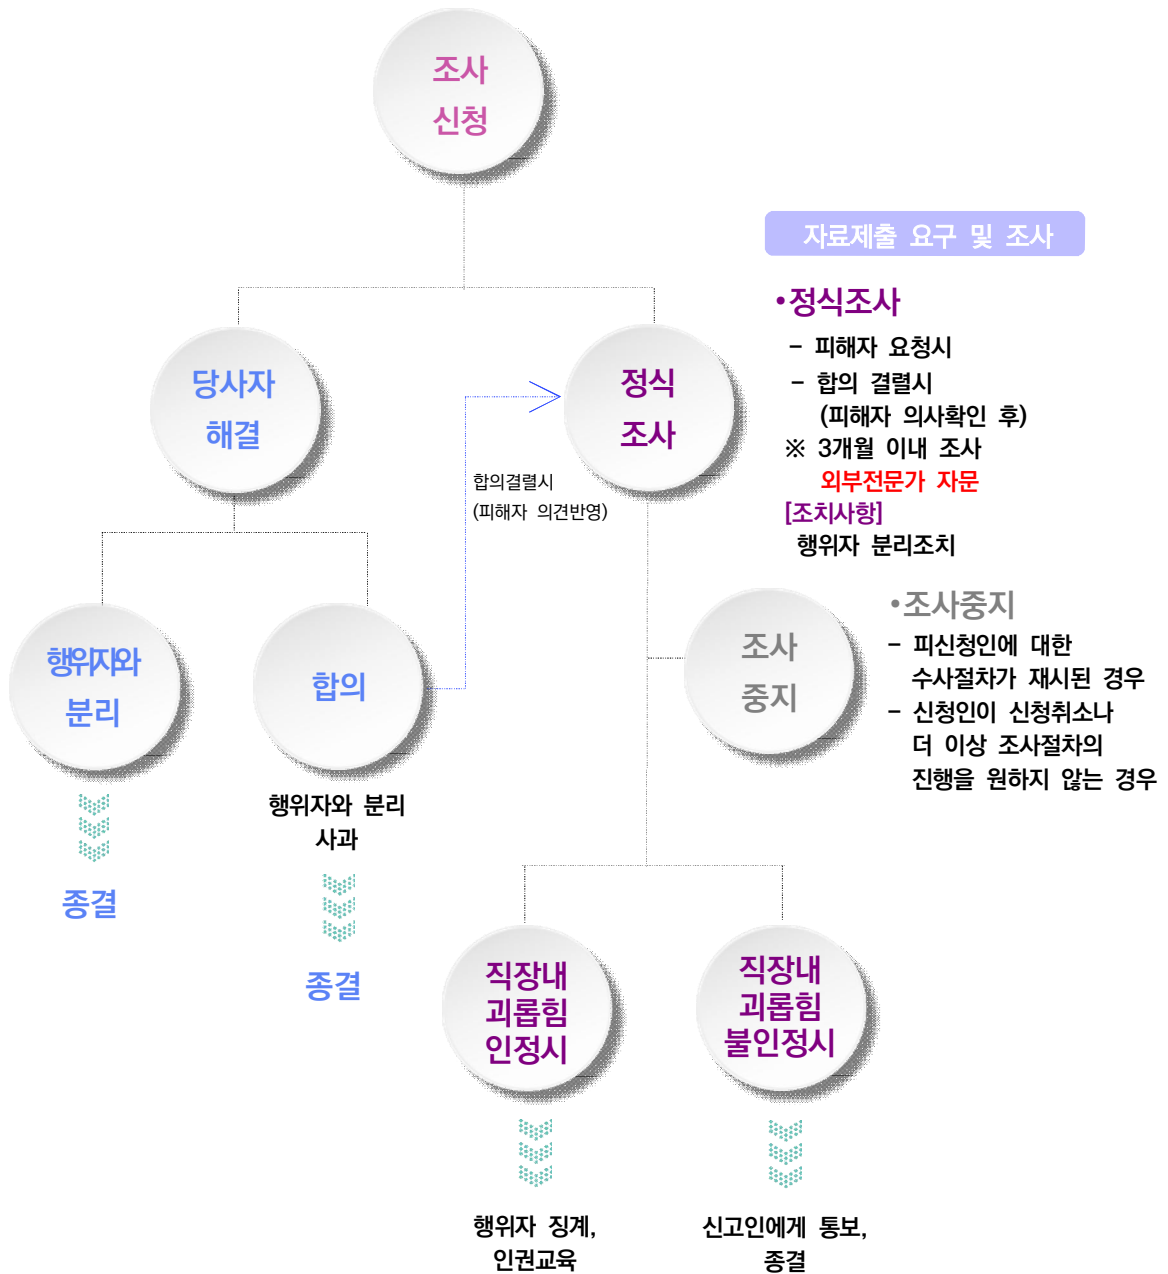 조사
신청
자료제출 요구 및 조사
•정식조사
- 피해자 요청시
- 합의 결렬시
(피해자 의사확인 후)
※ 3개월 이내 조사
외부전문가 자문
[조치사항]
행위자 분리조치
당사자
해결
정식
조사
합의결렬시
(피해자 의견반영)
•조사중지
- 피신청인에 대한
수사절차가 재시된 경우
- 신청인이 신청취소나
더 이상 조사절차의
진행을 원하지 않는 경우
조사
중지
행위자와
분리
합의
행위자와 분리
사과
종결
종결
직장내
괴롭힘
인정시
직장내
괴롭힘
불인정시
행위자 징계,
인권교육
신고인에게 통보,
종결